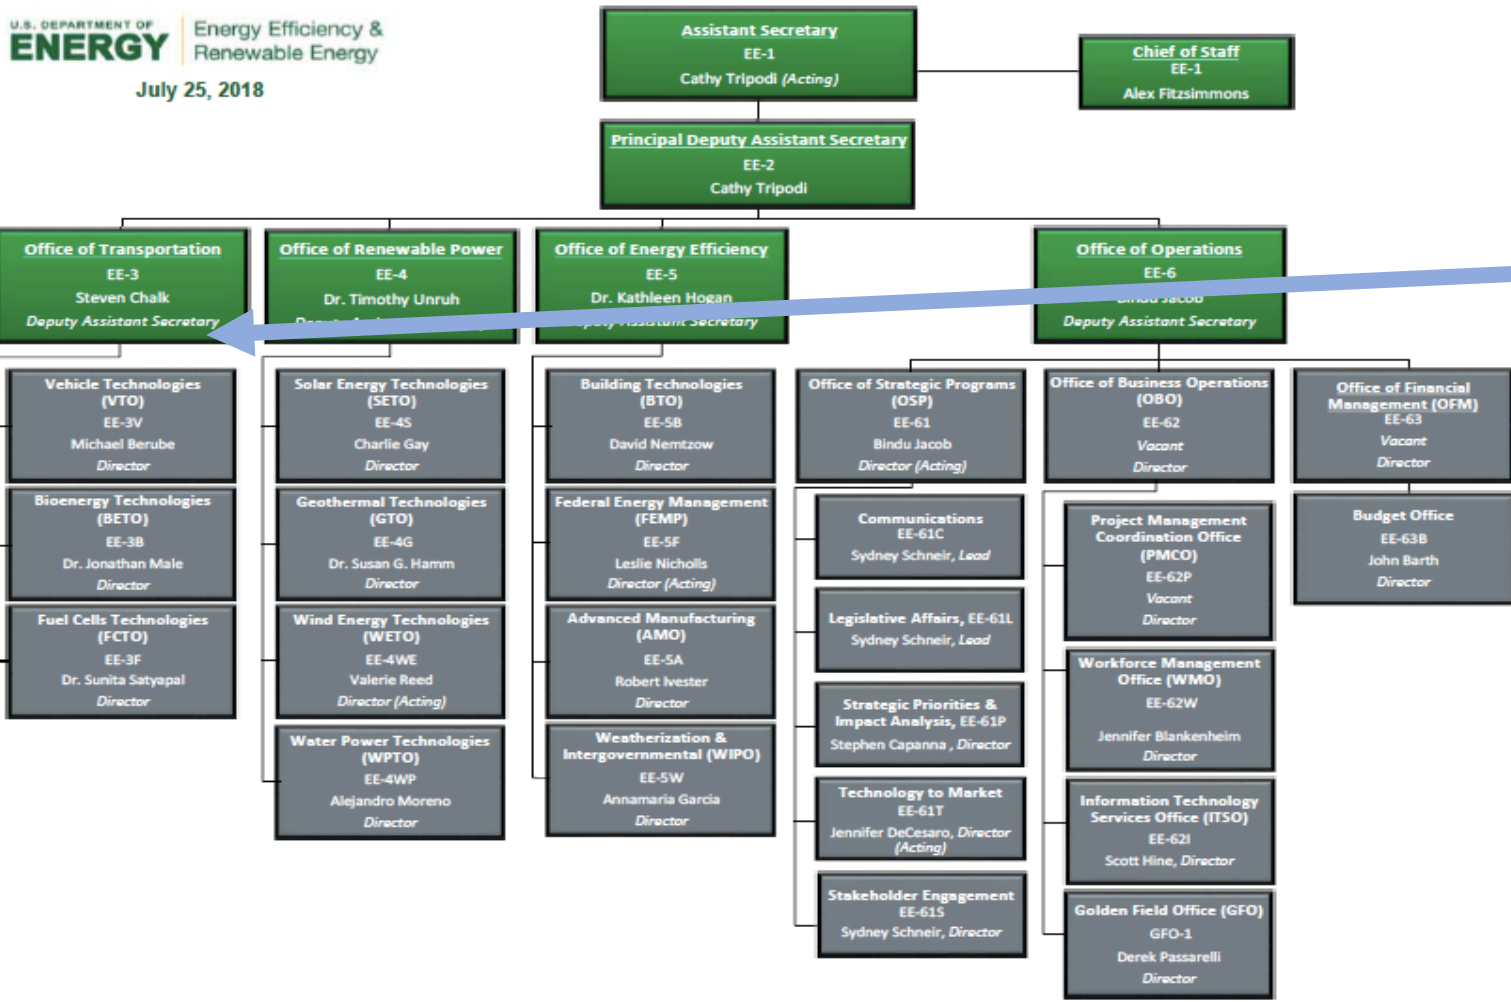 U.S. DEPARTMENT OF
ENERGY
Energy Efficiency &
Renewable Energy
July 25, 2018
Assistant Secretary
EE-1
Cathy Tripodi (Acting)
Chief of Staff
EE-1
Alex Fitzsimmons
Principal Deputy Assistant Secretary
EE-2
Cathy Tripodi
Office of Transportation
EE-3
Steven Chalk
Deputy Assistant Secretary
Office of Renewable Power
EE-4
Dr. Timothy Unruh
Office of Energy Efficiency
EE-5
Dr. Kathleen Hogan
Deputy Assistant Secretary
Office of Operations
EE-6
Bindu Jacob
Deputy Assistant Secretary
Vehicle Technologies
(VTO)
EE-3V
Michael Berube
Director
Bioenergy Technologies
(BETO)
EE-3B
Dr. Jonathan Male
Director
Fuel Cells Technologies
(FCTO)
EE-3F
Dr. Sunita Satyapal
Director
Solar Energy Technologies
(SETO)
EE-4S
Charlie Gay
Director
Geothermal Technologies
(GTO)
EE-4G
Dr. Susan G. Hamm
Director
Wind Energy Technologies
(WETO)
EE-4WE
Valerie Reed
Director (Acting)
Water Power Technologies
(WPTO)
EE-4WP
Alejandro Moreno
Director
Building Technologies
(BTO)
EE-5B
David Nemtzow
Director
Federal Energy Management
(FEMP)
EE-5F
Leslie Nicholls
Director (Acting)
Advanced Manufacturing
(AMO)
EE-5A
Robert Ivester
Director
Weatherization &
Intergovernmental (WIPO)
EE-5W
Annamaria Garcia
Director
Office of Strategic Programs
(OSP)
EE-61
Bindu Jacob
Director (Acting)
Communications
EE-61C
Sydney Schneir, Lead
Legislative Affairs, EE-61L
Sydney Schneir, Lead
Strategic Priorities &
Impact Analysis, EE-61P
Stephen Capanna , Director
Technology to Market
EE-61T
Jennifer DeCesaro, Director
(Acting)
Stakeholder Engagement
EE-61S
Sydney Schneir, Director
Office of Business Operations
(OBO)
EE-62
Vacant
Director
Project Management
Coordination Office
(PMCO)
EE-62P
Vacant
Director
Workforce Management
Office (WMO)
EE-62W
Jennifer Blankenheim
Director
Information Technology
Services Office (ITSO)
EE-62I
Scott Hine, Director
Golden Field Office (GFO)
GFO-1
Derek Passarelli
Director
Office of Financial
Management (OFM)
EE-63
Vacant
Director
Budget Office
EE-63B
John Barth
Director